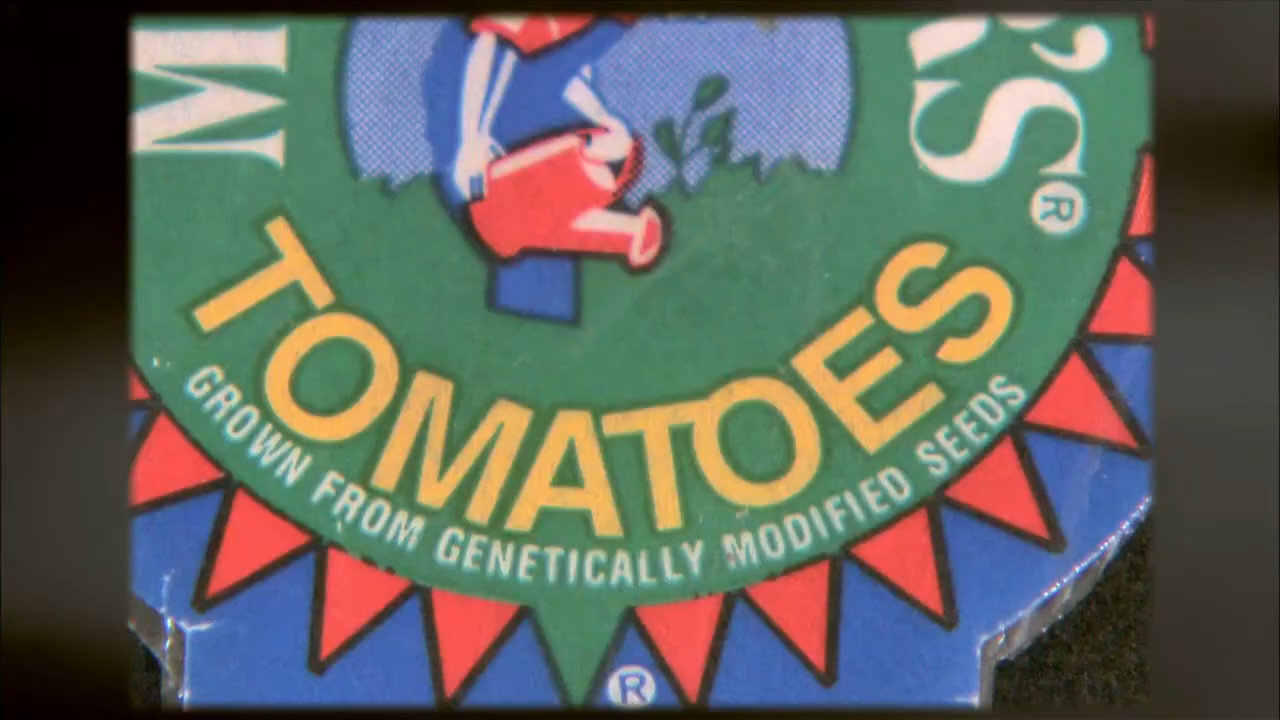 M
'S®
TOMATOES
GROWN FROM GENETICALLY MODIFIED SEEDS
®